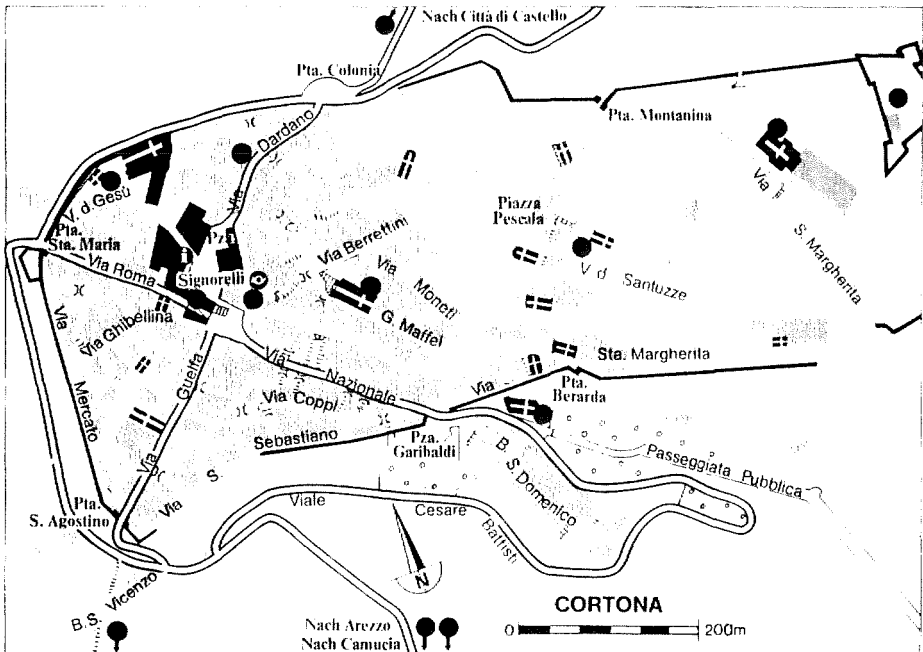 Nach Città di Castello
Pta. Colonia
Dardano
Via
Pta. Montanina
V. d. Gesù
Pta.
Sta. Maria
Via Roma
Pza.
Signorelli
Via Berrettini
Via
Moneti
G. Maffei
Piazza
Pescaia
V. d. Santuzze
Via
S. Margherita
Via Ghibellina
Via
Guelfa
Via
Mercato
Via
Nazionale
Via Coppi
Via
Sta. Margherita
Pta.
Berarda
Via S. Sebastiano
Pza.
Garibaldi
B. S. Domenico
Passeggiata Pubblica
Pta.
S. Agostino
Viale Cesare Battisti
B.S. Vicenzo
N
Nach Arezzo
Nach Camucia
CORTONA
0 200m